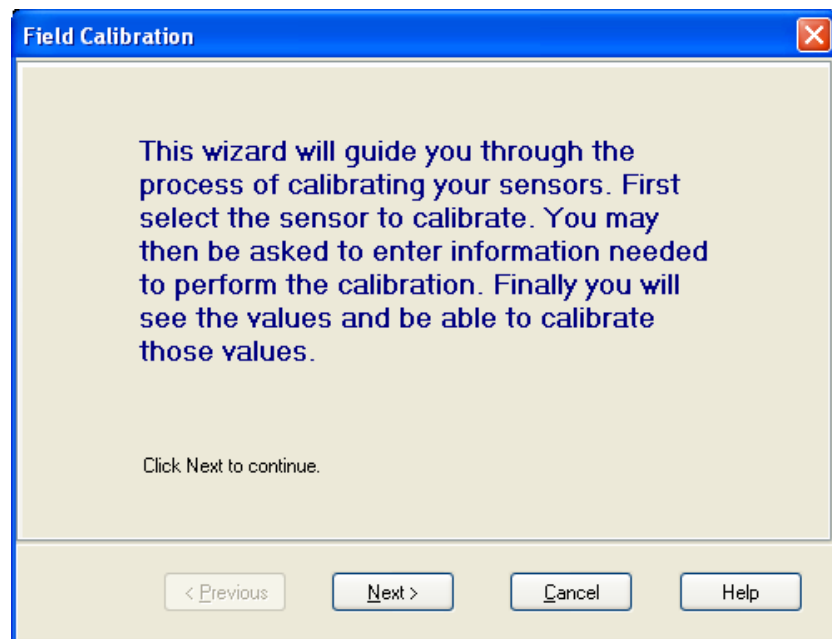 Field Calibration
This wizard will guide you through the
process of calibrating your sensors. First
select the sensor to calibrate. You may
then be asked to enter information needed
to perform the calibration. Finally you will
see the values and be able to calibrate
those values.
Click Next to continue.
< Previous
Next >
Cancel
Help